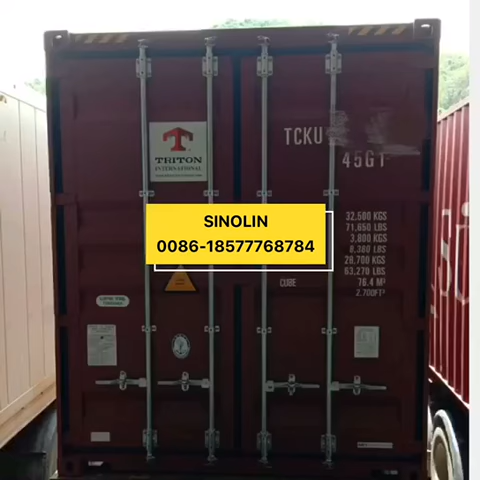 TCKU
45G1
TRITON
INTERNATIONAL
SINOLIN
0086-18577768784
32,500 KGS
71,650 LBS
3,800 KGS
8,380 LBS
28,700 KGS
63,270 LBS
CUBE 76.4 M³
2,700FT³